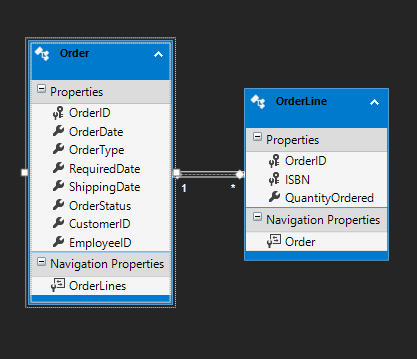 Order
Properties
OrderID
OrderDate
OrderType
RequiredDate
ShippingDate
OrderStatus
CustomerID
EmployeeID
Navigation Properties
OrderLines
1
*
OrderLine
Properties
OrderID
ISBN
QuantityOrdered
Navigation Properties
Order